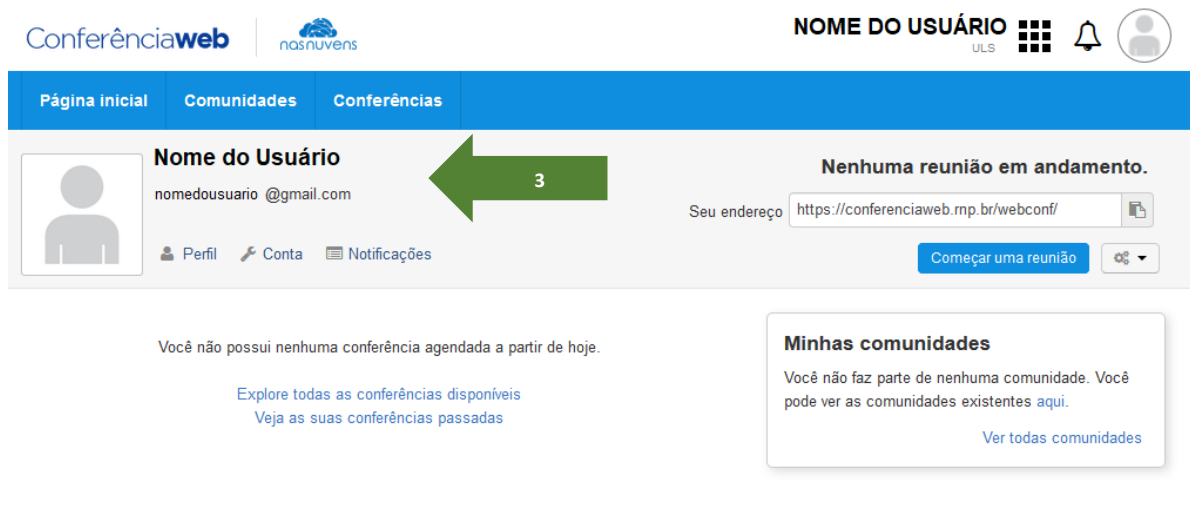 Conferênciaweb
nasnuvens
NOME DO USUÁRIO
ULS
Página inicial Comunidades Conferências
Nome do Usuário
nomedousuario @gmail.com
Perfil Conta Notificações
3
Nenhuma reunião em andamento.
Seu endereço https://conferenciaweb.rnp.br/webconf/
Começar uma reunião
Você não possui nenhuma conferência agendada a partir de hoje.
Explore todas as conferências disponíveis
Veja as suas conferências passadas
Minhas comunidades
Você não faz parte de nenhuma comunidade. Você
pode ver as comunidades existentes aqui.
Ver todas comunidades